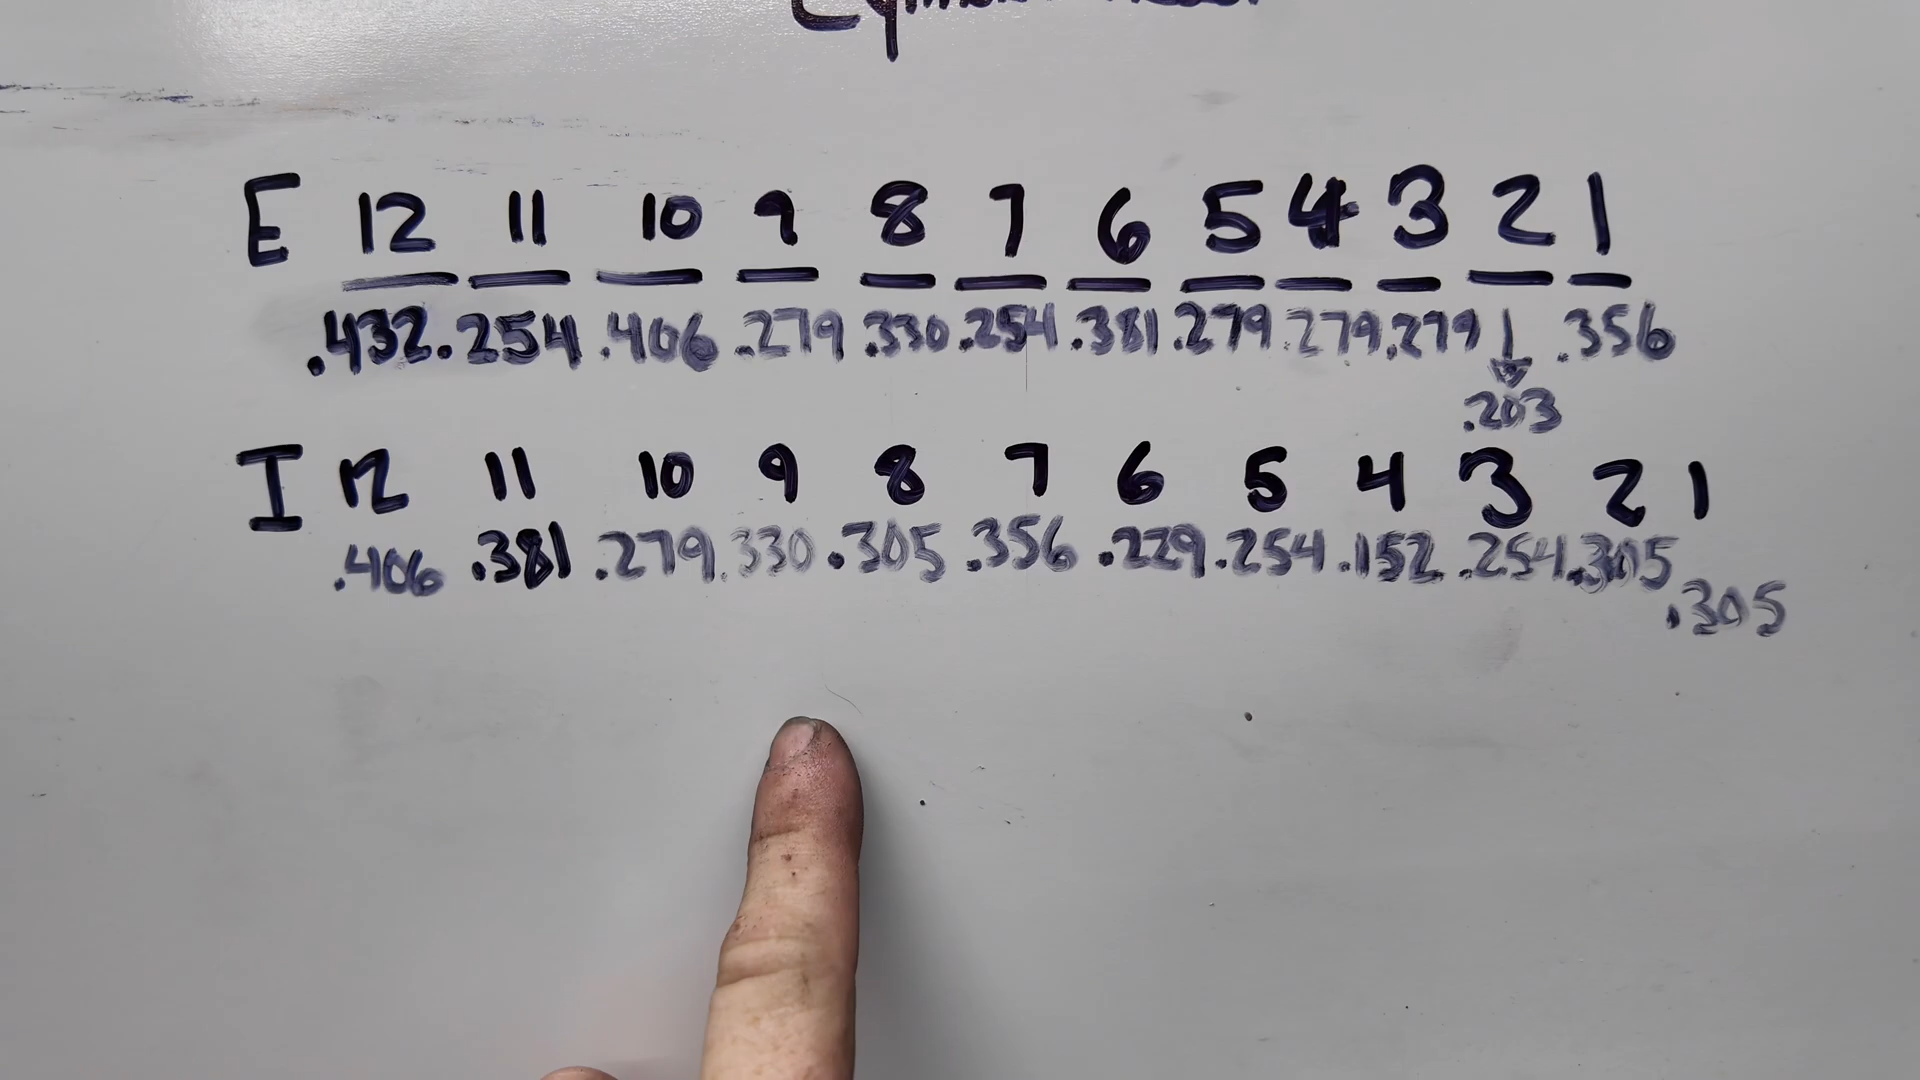 E 12 11 10 9 8 7 6 5 4 3 2 1
.432 .254 .406 .279 .330 .254 .381 .279 .279 .279 .203 .356
I 12 11 10 9 8 7 6 5 4 3 2 1
.406 .381 .279 .330 .305 .356 .229 .254 .152 .254 .305 .305